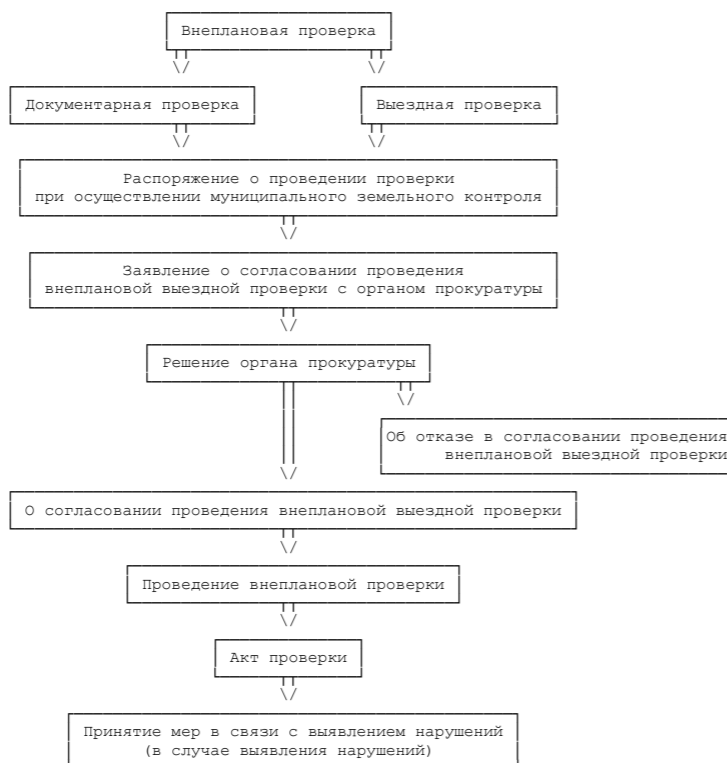 Внеплановая проверка
Документарная проверка
Выездная проверка
Распоряжение о проведении проверки
при осуществлении муниципального земельного контроля
Заявление о согласовании проведения
внеплановой выездной проверки с органом прокуратуры
Решение органа прокуратуры
Об отказе в согласовании проведения
внеплановой выездной проверки
О согласовании проведения внеплановой выездной проверки
Проведение внеплановой проверки
Акт проверки
Принятие мер в связи с выявлением нарушений
(в случае выявления нарушений)